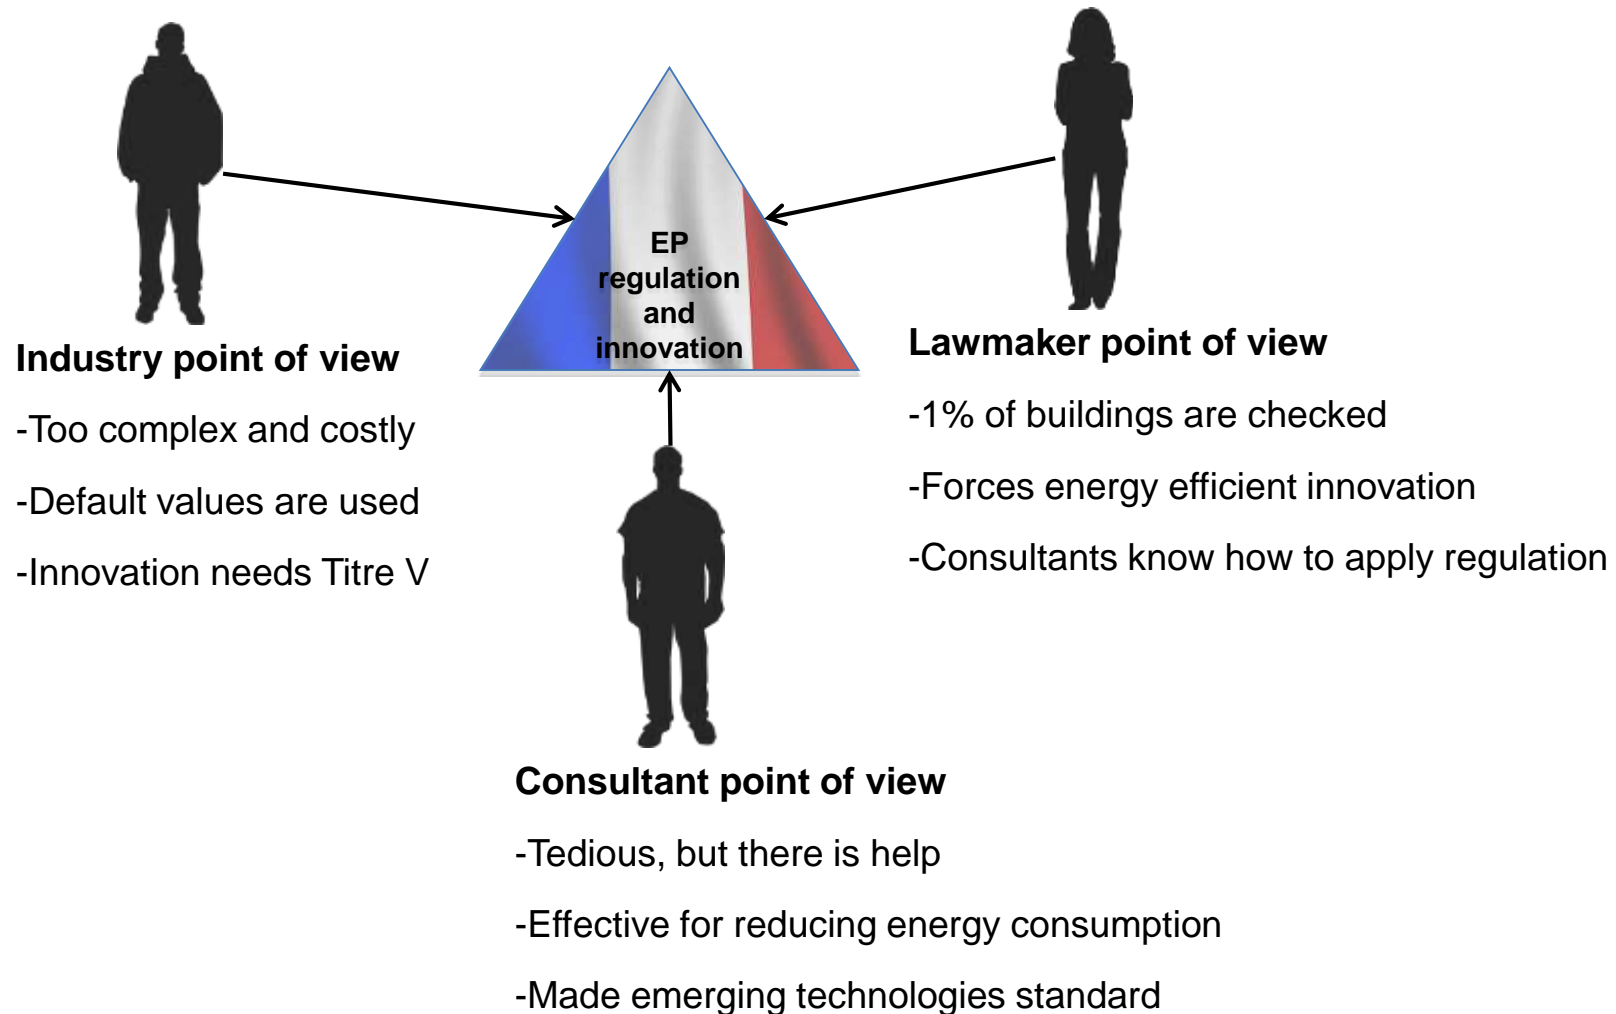 EP
regulation
and
innovation
Industry point of view
-Too complex and costly
-Default values are used
-Innovation needs Titre V
Lawmaker point of view
-1% of buildings are checked
-Forces energy efficient innovation
-Consultants know how to apply regulation
Consultant point of view
-Tedious, but there is help
-Effective for reducing energy consumption
-Made emerging technologies standard